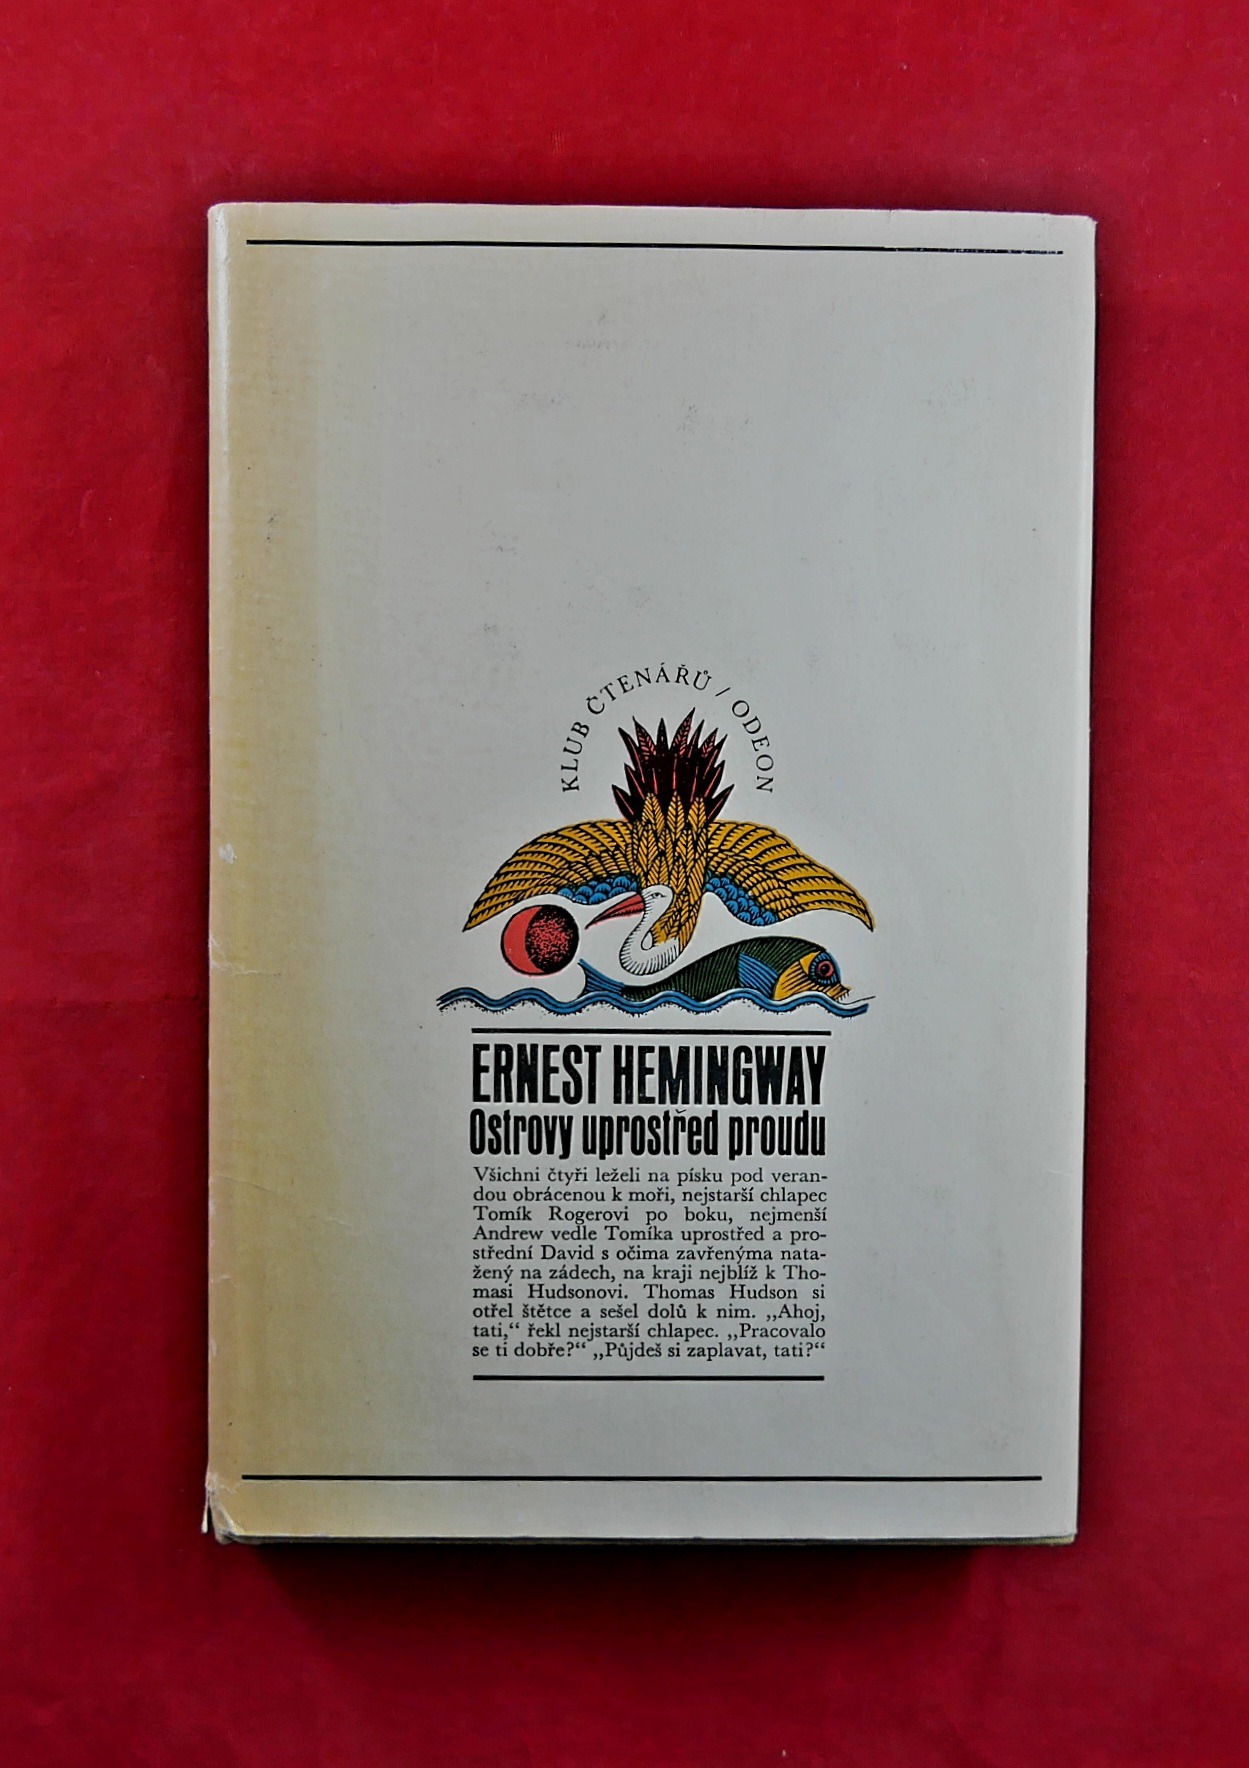 KLUB ČTENÁŘŮ / ODEON
ERNEST HEMINGWAY
Ostrovy uprostřed proudu
Všichni čtyři leželi na písku pod veran-
dou obrácenou k moři, nejstarší chlapec
Tomík Rogerovi po boku, nejmenší
Andrew vedle Tomíka uprostřed a pro-
střední David s očima zavřenýma nata-
žený na zádech, na kraji nejblíž k Tho-
masi Hudsonovi. Thomas Hudson si
otřel štětce a sešel dolů k nim. „Ahoj,
tati,“ řekl nejstarší chlapec. „Pracovalo
se ti dobře?“ „Půjdeš si zaplavat, tati?“